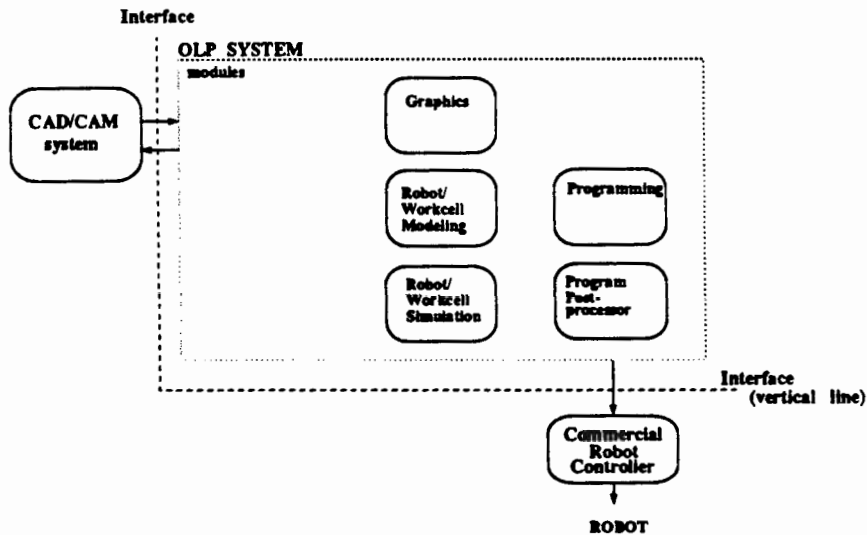 Interface
OLP SYSTEM
modules
CAD/CAM
system
Graphics
Robot/
Workcell
Modeling
Programming
Robot/
Workcell
Simulation
Program
Post-
processor
Interface
(vertical line)
Commercial
Robot
Controller
ROBOT